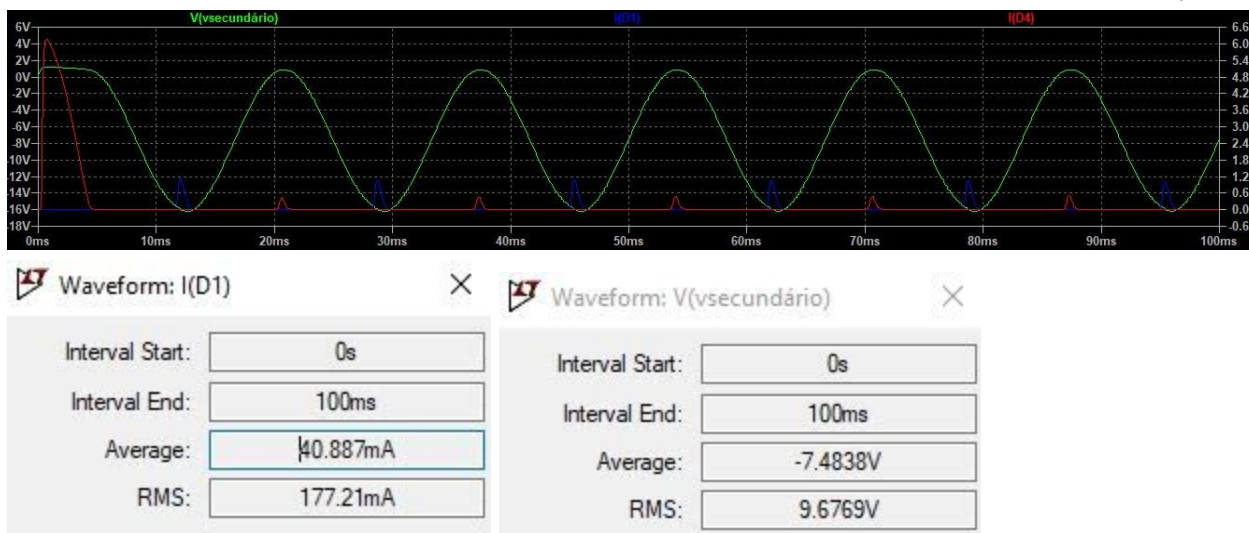 V(vsecundário) I(D1) I(D4)
6V
4V
2V
0V
-2V
-4V
-6V
-8V
10V
12V
14V
16V
18V
6.6
6.0
5.4
4.8
4.2
3.6
3.0
2.4
1.8
1.2
0.6
0.0
-0.6
0ms 10ms 20ms 30ms 40ms 50ms 60ms 70ms 80ms 90ms 100ms
Waveform: I(D1)
Interval Start: 0s
Interval End: 100ms
Average: 40.887mA
RMS: 177.21mA
Waveform: V(vsecundário)
Interval Start: 0s
Interval End: 100ms
Average: -7.4838V
RMS: 9.6769V